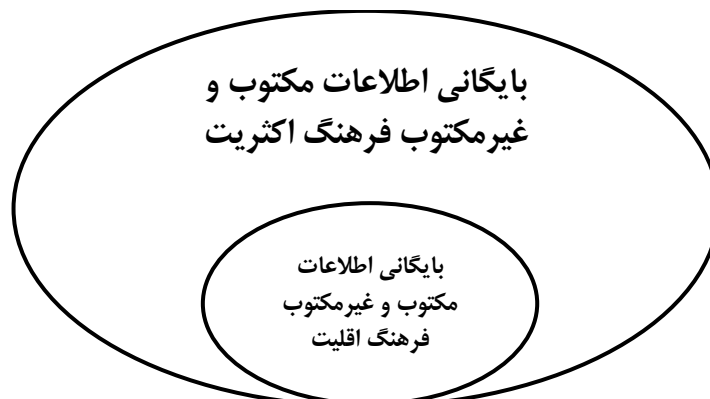 بایگانی اطلاعات مکتوب و
غیرمکتوب فرهنگ اکثریت
بایگانی اطلاعات
مکتوب و غیرمکتوب
فرهنگ اقلیت